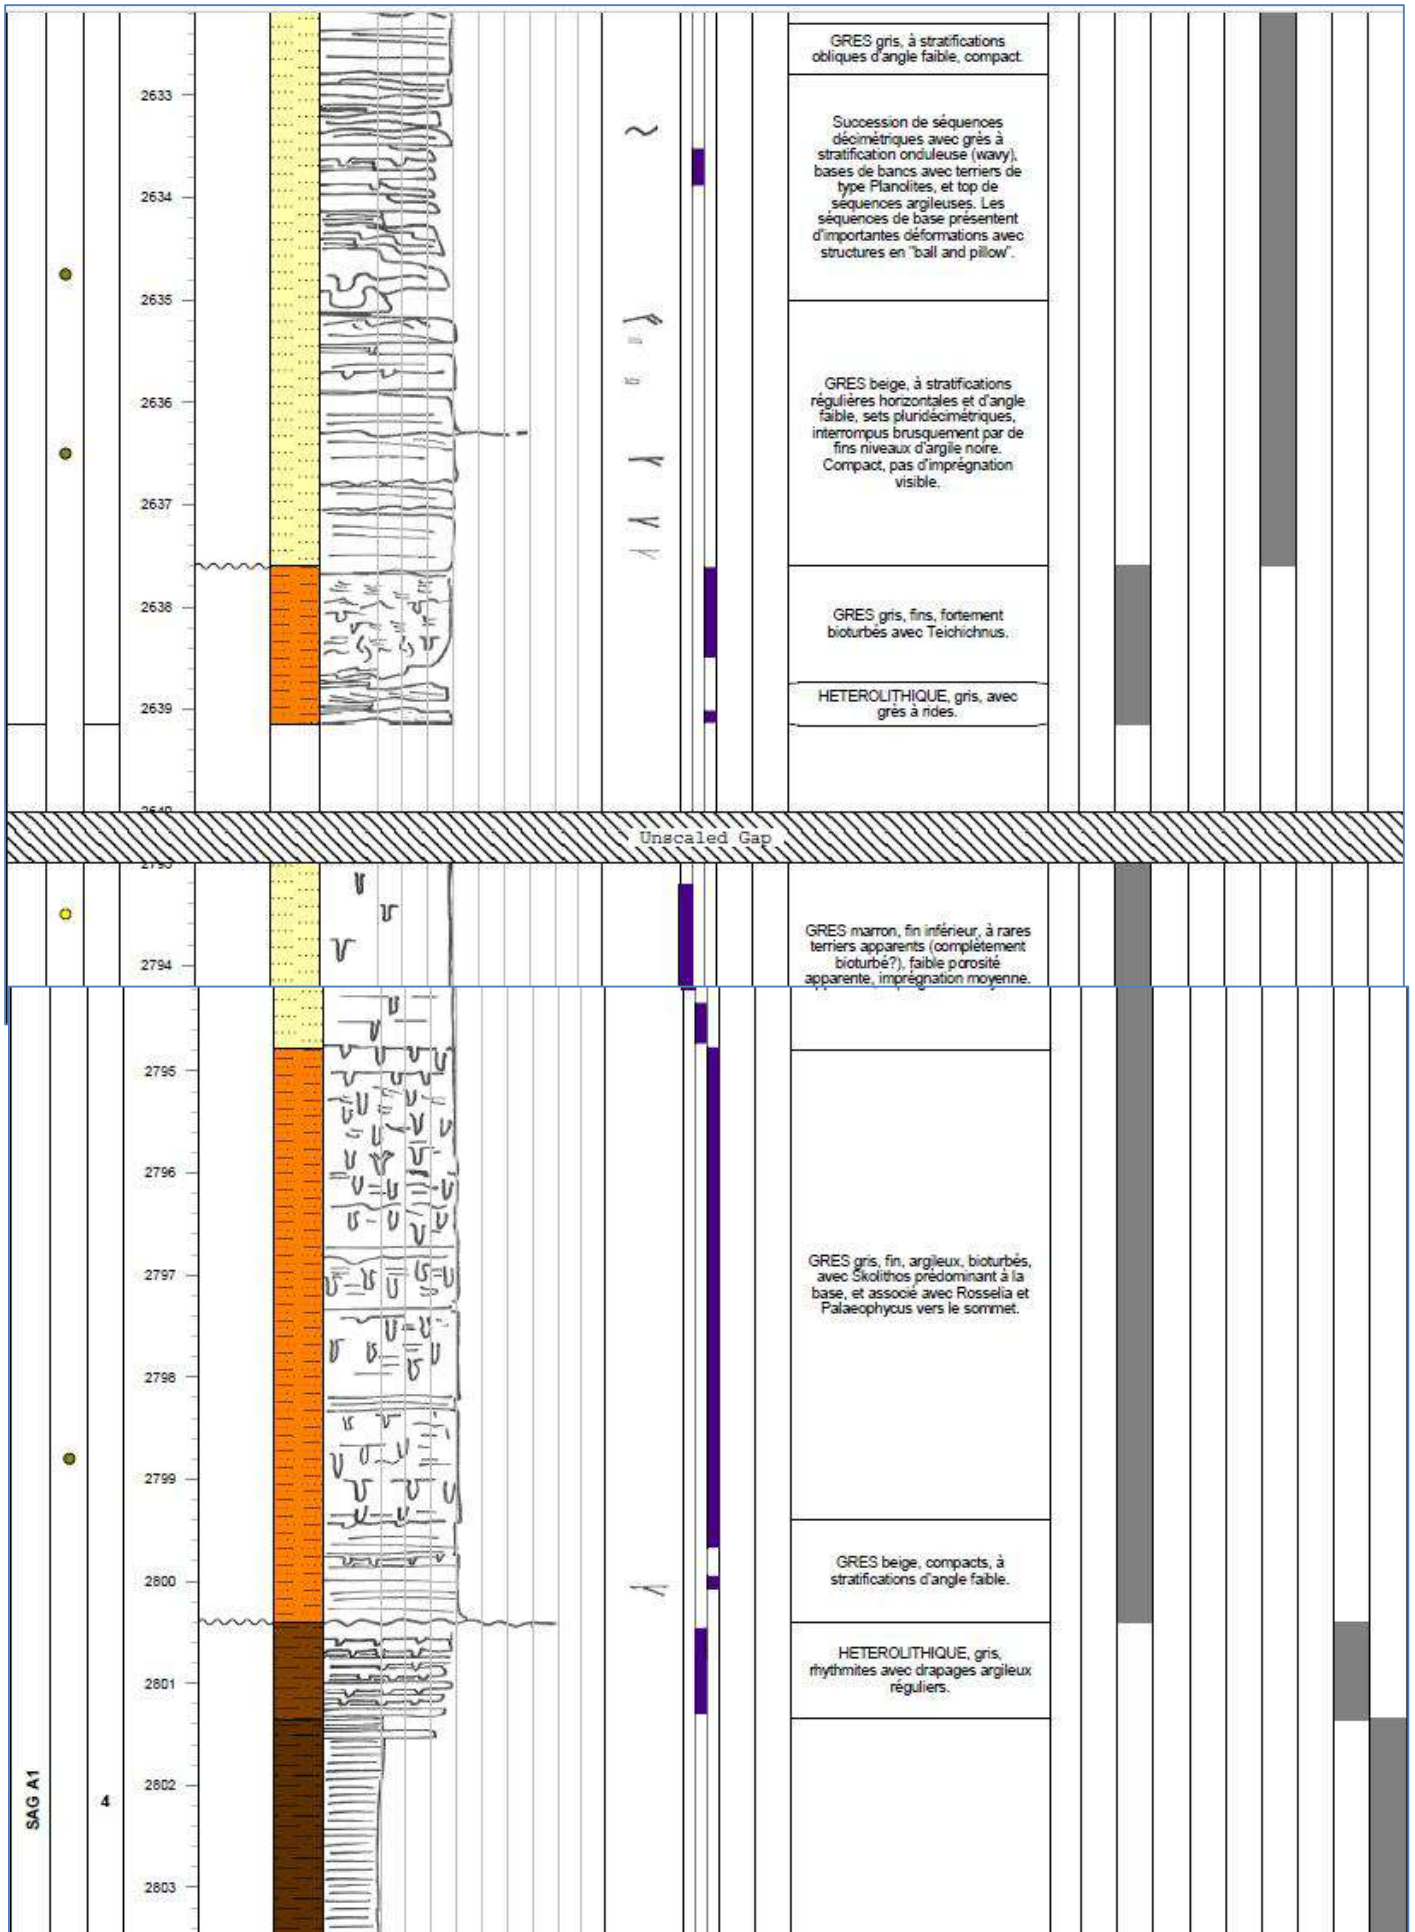 GRES gris, à stratifications
obliques d'angle faible, compact.
2633
Succession de séquences
décimétriques avec grès à
stratification onduleuse (wavy),
bases de bancs avec terriers de
type Planolites, et top de
séquences argileuses. Les
séquences de base présentent
d'importantes déformations avec
structures en "ball and pillow".
2634
2635
GRES beige, à stratifications
régulières horizontales et d'angle
faible, sets pluridécimétriques,
interrompus brusquement par de
fins niveaux d'argile noire.
Compact, pas d'imprégnation
visible.
2636
2637
2638
GRES gris, fins, fortement
bioturbés avec Teichichnus.
HETEROLITHIQUE, gris, avec
grès à rides.
2639
2640
Unscaled Gap
2793
GRES marron, fin inférieur, à rares
terriers apparents (complètement
bioturbé?), faible porosité
apparente, imprégnation moyenne.
2794
2795
2796
2797
GRES gris, fin, argileux, bioturbés,
avec Skolithos prédominant à la
base, et associé avec Rosselia et
Palaeophycus vers le sommet.
2798
2799
2800
GRES beige, compacts, à
stratifications d'angle faible.
HETEROLITHIQUE, gris,
rhythmites avec drapages argileux
réguliers.
2801
2802
SAG A1
4
2803